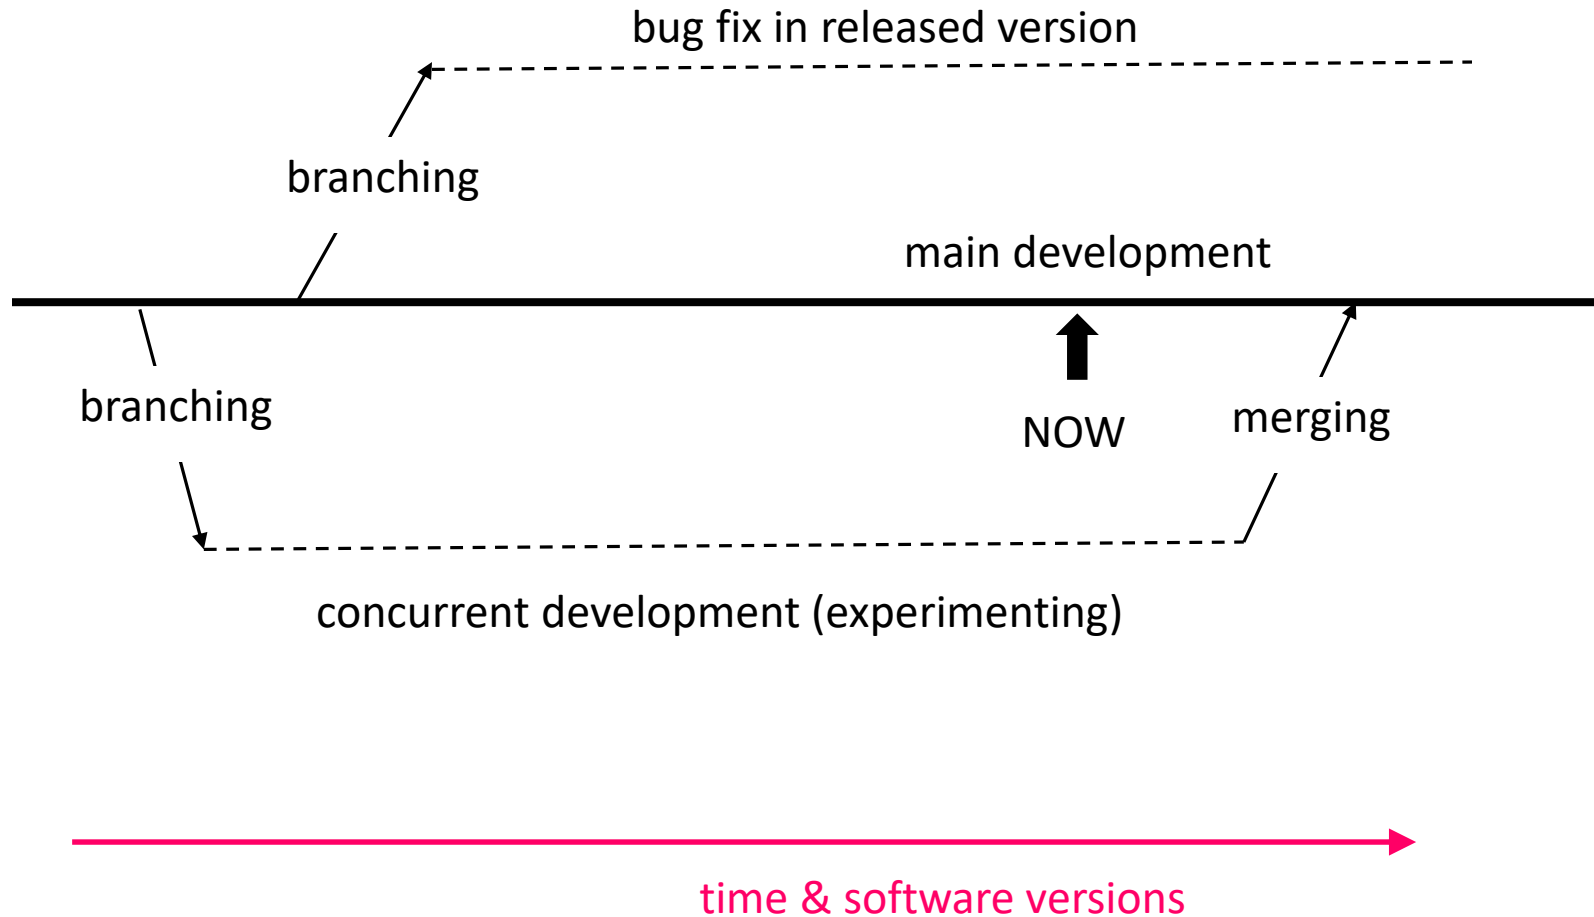 bug fix in released version
branching
main development
branching
NOW
merging
concurrent development (experimenting)
time & software versions